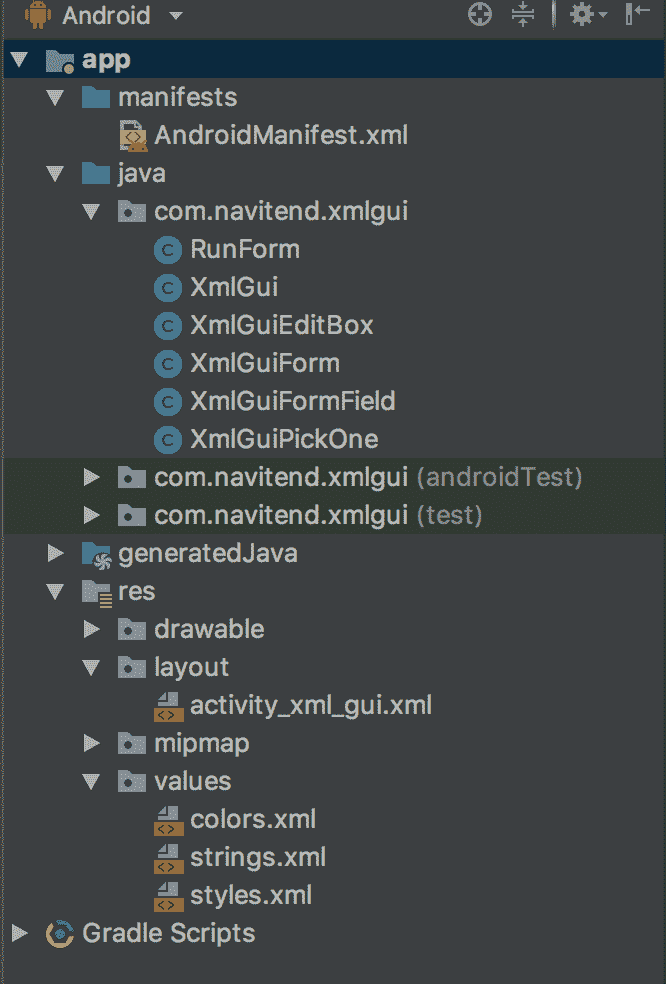 Android
app
manifests
AndroidManifest.xml
java
com.navitend.xmlgui
RunForm
XmlGui
XmlGuiEditBox
XmlGuiForm
XmlGuiFormField
XmlGuiPickOne
com.navitend.xmlgui (androidTest)
com.navitend.xmlgui (test)
generatedJava
res
drawable
layout
activity_xml_gui.xml
mipmap
values
colors.xml
strings.xml
styles.xml
Gradle Scripts